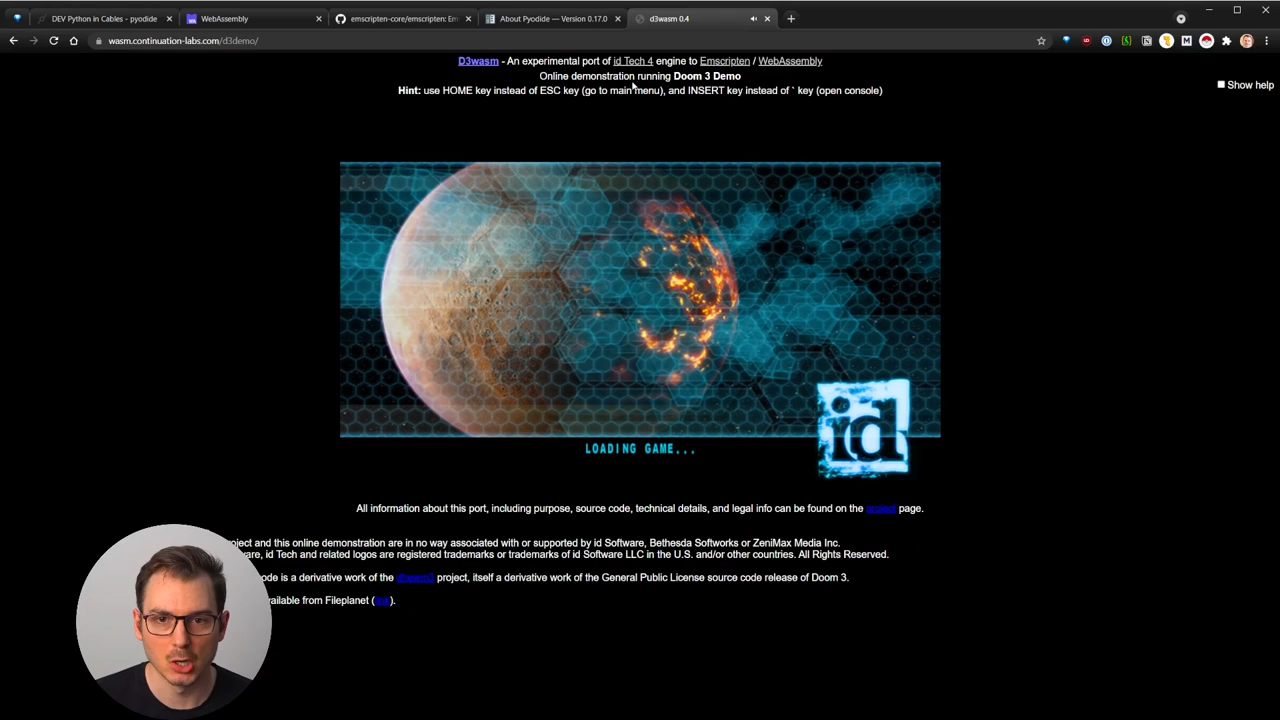 DEV Python in Cables - pyodide
WebAssembly
emscripten-core/emscripten: Em
About Pyodide — Version 0.17.0
d3wasm 0.4
wasm.continuation-labs.com/d3demo/
D3wasm - An experimental port of id Tech 4 engine to Emscripten / WebAssembly
Online demonstration running Doom 3 Demo
Hint: use HOME key instead of ESC key (go to main menu), and INSERT key instead of ` key (open console)
Show help
id
LOADING GAME...
All information about this port, including purpose, source code, technical details, and legal info can be found on the project page.
project and this online demonstration are in no way associated with or supported by id Software, Bethesda Softworks or ZeniMax Media Inc.
id Tech and related logos are registered trademarks or trademarks of id Software LLC in the U.S. and/or other countries. All Rights Reserved.
is a derivative work of the dhewm3 project, itself a derivative work of the General Public License source code release of Doom 3.
available from Fileplanet (link).